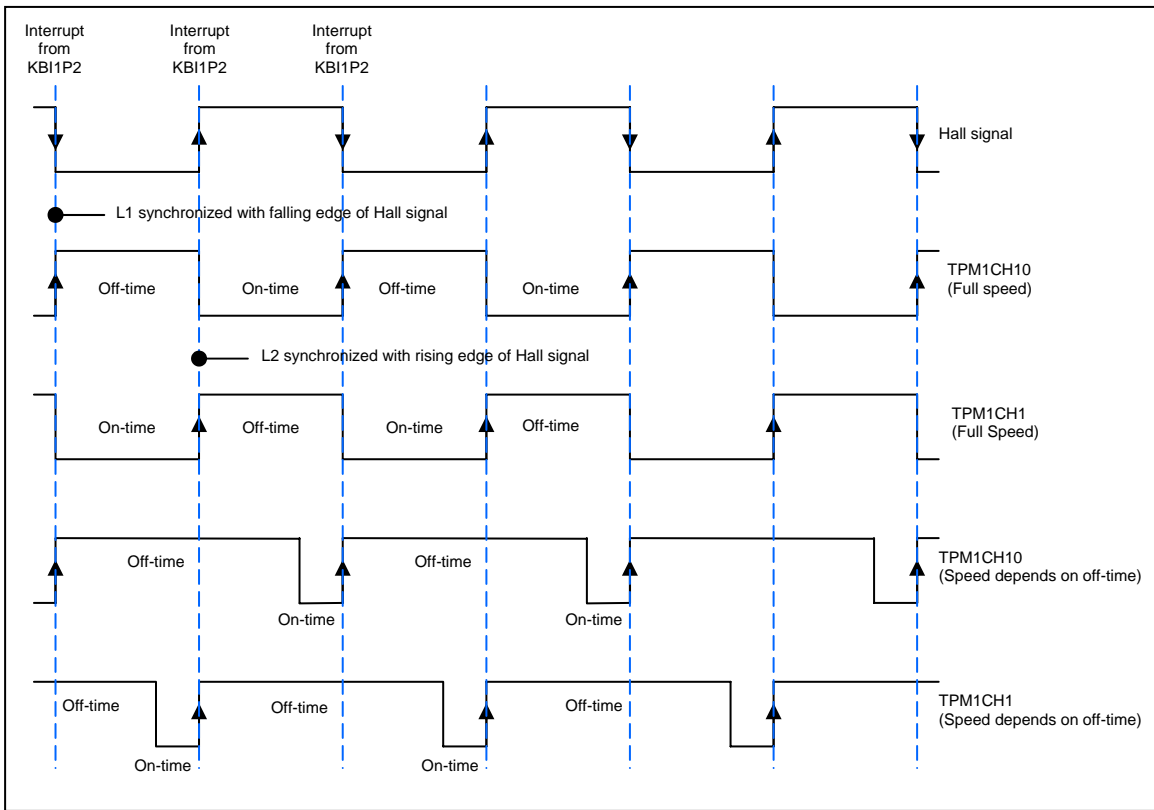 Interrupt
from
KBI1P2
Interrupt
from
KBI1P2
Interrupt
from
KBI1P2
Hall signal
L1 synchronized with falling edge of Hall signal
Off-time
On-time
Off-time
On-time
TPM1CH10
(Full speed)
L2 synchronized with rising edge of Hall signal
On-time
Off-time
On-time
Off-time
TPM1CH1
(Full Speed)
Off-time
Off-time
On-time
On-time
TPM1CH10
(Speed depends on off-time)
Off-time
Off-time
Off-time
On-time
On-time
TPM1CH1
(Speed depends on off-time)